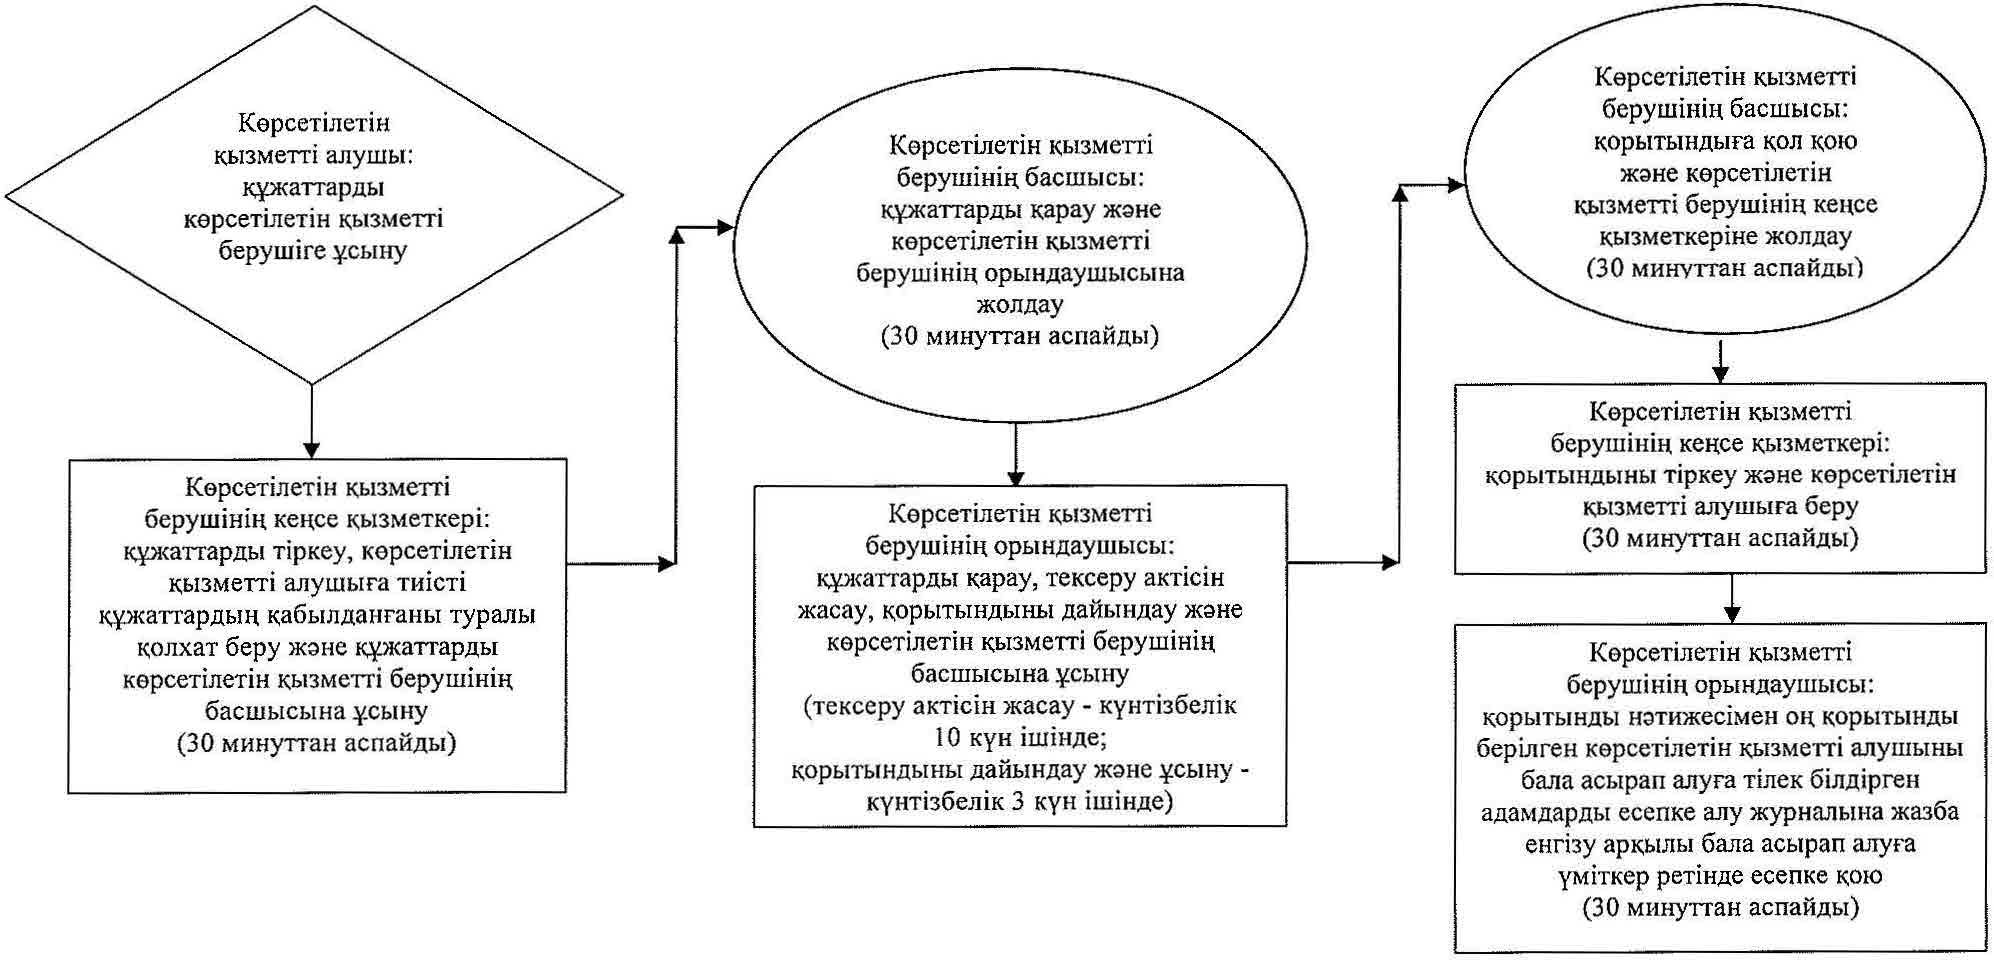 Көрсетілетін
қызметті алушы:
құжаттарды
көрсетілетін қызметті
берушіге ұсыну
Көрсетілетін қызметті
берушінің кеңсе қызметкері:
құжаттарды тіркеу, көрсетілетін
қызметті алушыға тиісті
құжаттардың қабылданғаны туралы
қолхат беру және құжаттарды
көрсетілетін қызметті берушінің
басшысына ұсыну
(30 минуттан аспайды)
Көрсетілетін қызметті
берушінің басшысы:
құжаттарды қарау және
көрсетілетін қызметті
берушінің орындаушысына
жолдау
(30 минуттан аспайды)
Көрсетілетін қызметті
берушінің орындаушысы:
құжаттарды қарау, тексеру актісін
жасау, қорытындыны дайындау және
көрсетілетін қызметті берушінің
басшысына ұсыну
(тексеру актісін жасау - күнтізбелік
10 күн ішінде;
қорытындыны дайындау және ұсыну -
күнтізбелік 3 күн ішінде)
Көрсетілетін қызметті
берушінің басшысы:
қорытындыға қол қою
және көрсетілетін
қызметті берушінің кеңсе
қызметкеріне жолдау
(30 минуттан аспайды)
Көрсетілетін қызметті
берушінің кеңсе қызметкері:
қорытындыны тіркеу және көрсетілетін
қызметті алушыға беру
(30 минуттан аспайды)
Көрсетілетін қызметті
берушінің орындаушысы:
қорытынды нәтижесімен оң қорытынды
берілген көрсетілетін қызметті алушыны
бала асырап алуға тілек білдірген
адамдарды есепке алу журналына жазба
енгізу арқылы бала асырап алуға
үміткер ретінде есепке қою
(30 минуттан аспайды)